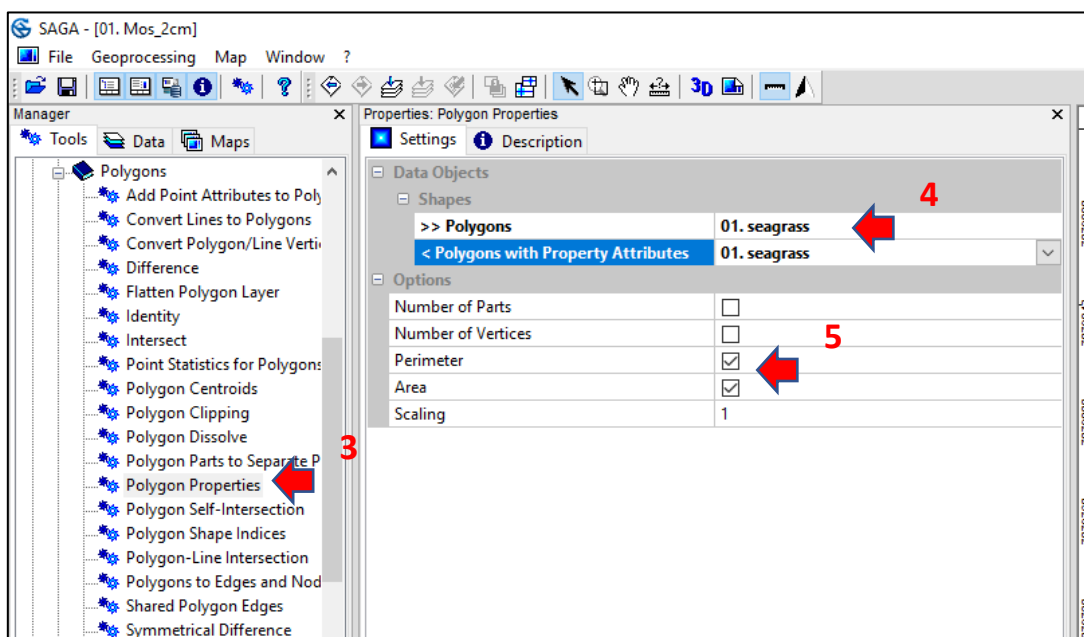 SAGA - [01. Mos_2cm]
File Geoprocessing Map Window ?
3D
Manager
Tools Data Maps
Polygons
Add Point Attributes to Poly
Convert Lines to Polygons
Convert Polygon/Line Verti
Difference
Flatten Polygon Layer
Identity
Intersect
Point Statistics for Polygons
Polygon Centroids
Polygon Clipping
Polygon Dissolve
Polygon Parts to Separate P
Polygon Properties
Polygon Self-Intersection
Polygon Shape Indices
Polygon-Line Intersection
Polygons to Edges and Nod
Shared Polygon Edges
Symmetrical Difference
3
Properties: Polygon Properties
Settings Description
Data Objects
Shapes
>> Polygons 01. seagrass
< Polygons with Property Attributes 01. seagrass
4
Options
Number of Parts
Number of Vertices
Perimeter
Area
Scaling 1
5